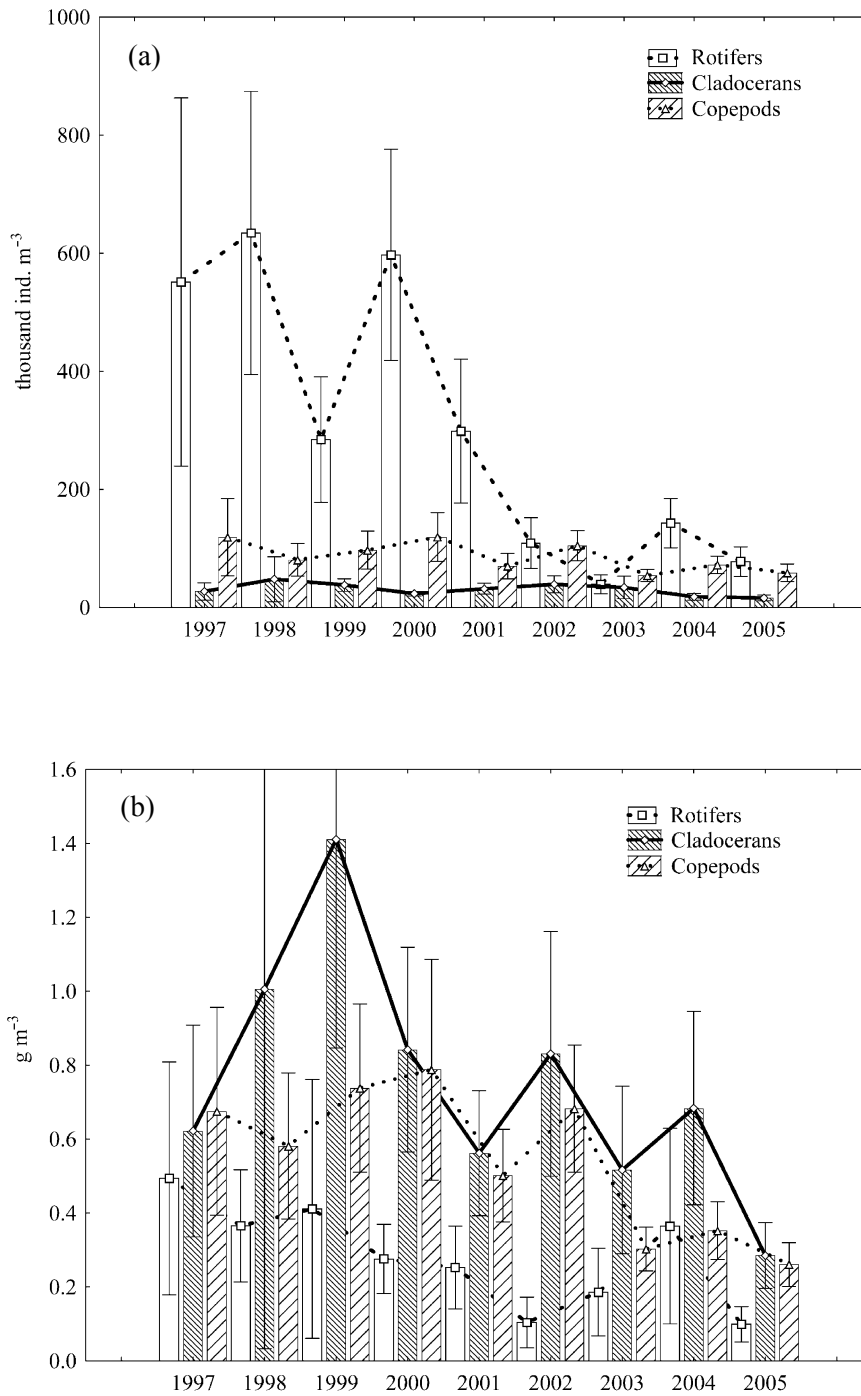 (a)
Rotifers
Cladocerans
Copepods
thousand ind. m⁻³
1000
800
600
400
200
0
1997 1998 1999 2000 2001 2002 2003 2004 2005
(b)
Rotifers
Cladocerans
Copepods
g m⁻³
1.6
1.4
1.2
1.0
0.8
0.6
0.4
0.2
0.0
1997 1998 1999 2000 2001 2002 2003 2004 2005